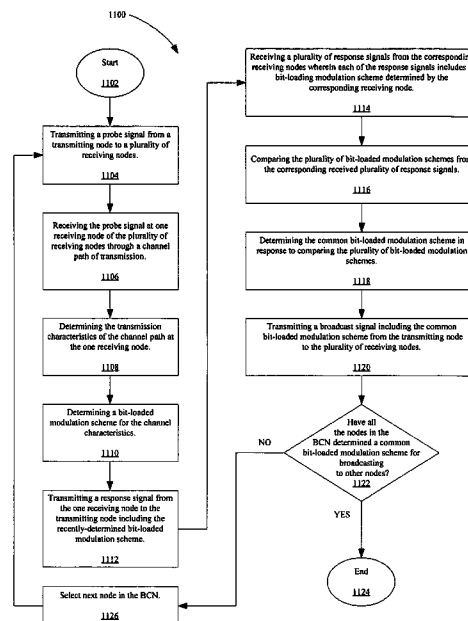 1100
Start
1102
Transmitting a probe signal from a
transmitting node to a plurality of
receiving nodes.
1104
Receiving the probe signal at one
receiving node of the plurality of
receiving nodes through a channel
path of transmission.
1106
Determining the transmission
characteristics of the channel path at
the one receiving node.
1108
Determining a bit-loaded
modulation scheme for the channel
characteristics.
1110
Transmitting a response signal from
the one receiving node to the
transmitting node including the
recently-determined bit-loaded
modulation scheme.
1112
Select next node in the BCN.
1126
Receiving a plurality of response signals from the corresponding
receiving nodes wherein each of the response signals includes
bit-loading modulation scheme determined by the
corresponding receiving node.
1114
Comparing the plurality of bit-loaded modulation schemes from
the corresponding received plurality of response signals.
1116
Determining the common bit-loaded modulation scheme in
response to comparing the plurality of bit-loaded modulation
schemes.
1118
Transmitting a broadcast signal including the common
bit-loaded modulation scheme from the transmitting node
to the plurality of receiving nodes.
1120
Have all
the nodes in the
BCN determined a common
bit-loaded modulation scheme for
broadcasting
to other nodes?
1122
NO
YES
End
1124